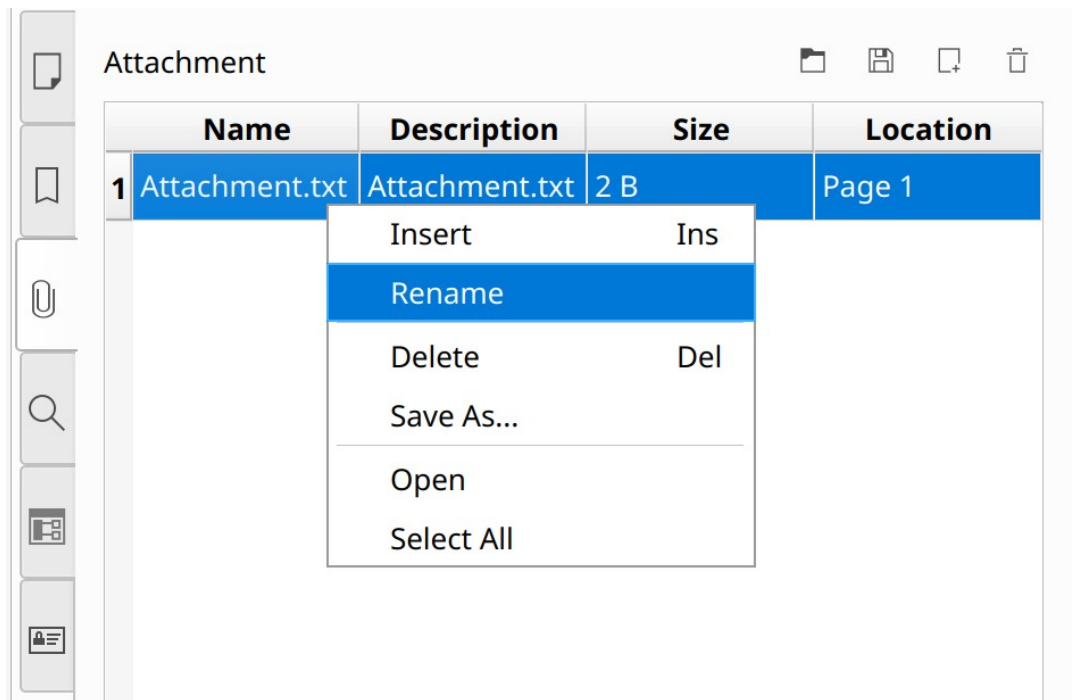 Attachment
Name Description Size Location
1 Attachment.txt Attachment.txt 2 B Page 1
Insert Ins
Rename
Delete Del
Save As...
Open
Select All